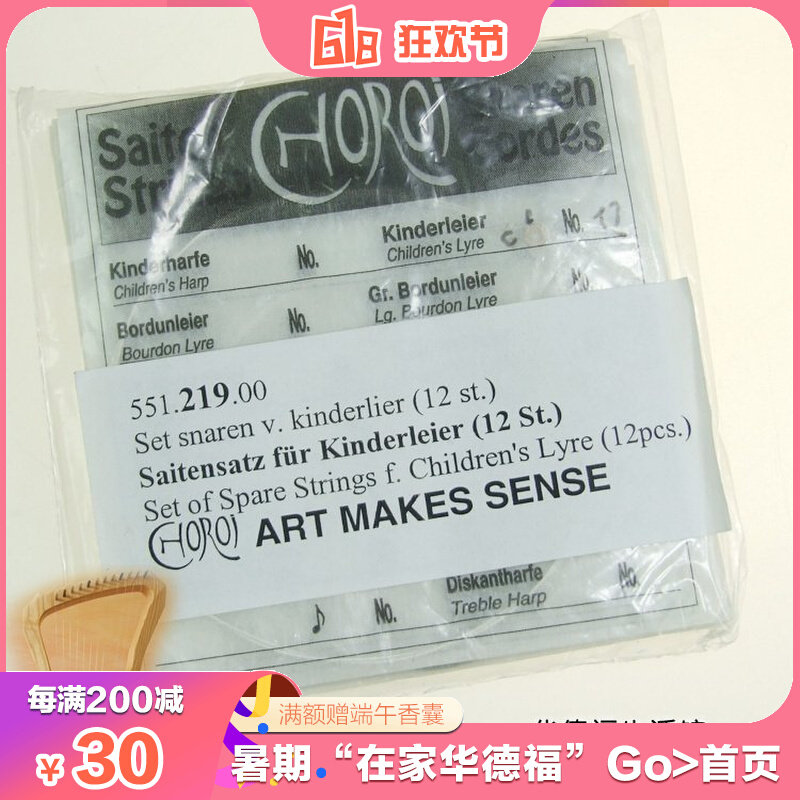 618 狂欢节
CHOROI
Saiten
Cordes
Kinderleier
Children's Lyre
No. 12
Kinderharfe
Children's Harp
No.
Gr. Bordunleier
Lg. Bourdon Lyre
No.
Bordunleier
Bourdon Lyre
No.
551.219.00
Set snaren v. kinderlier (12 st.)
Saitensatz für Kinderleier (12 St.)
Set of Spare Strings f. Children's Lyre (12pcs.)
CHOROI ART MAKES SENSE
Diskantharfe
Treble Harp
No.
No.
每满200减
¥30
满额赠端午香囊
暑期“在家华德福” Go>首页